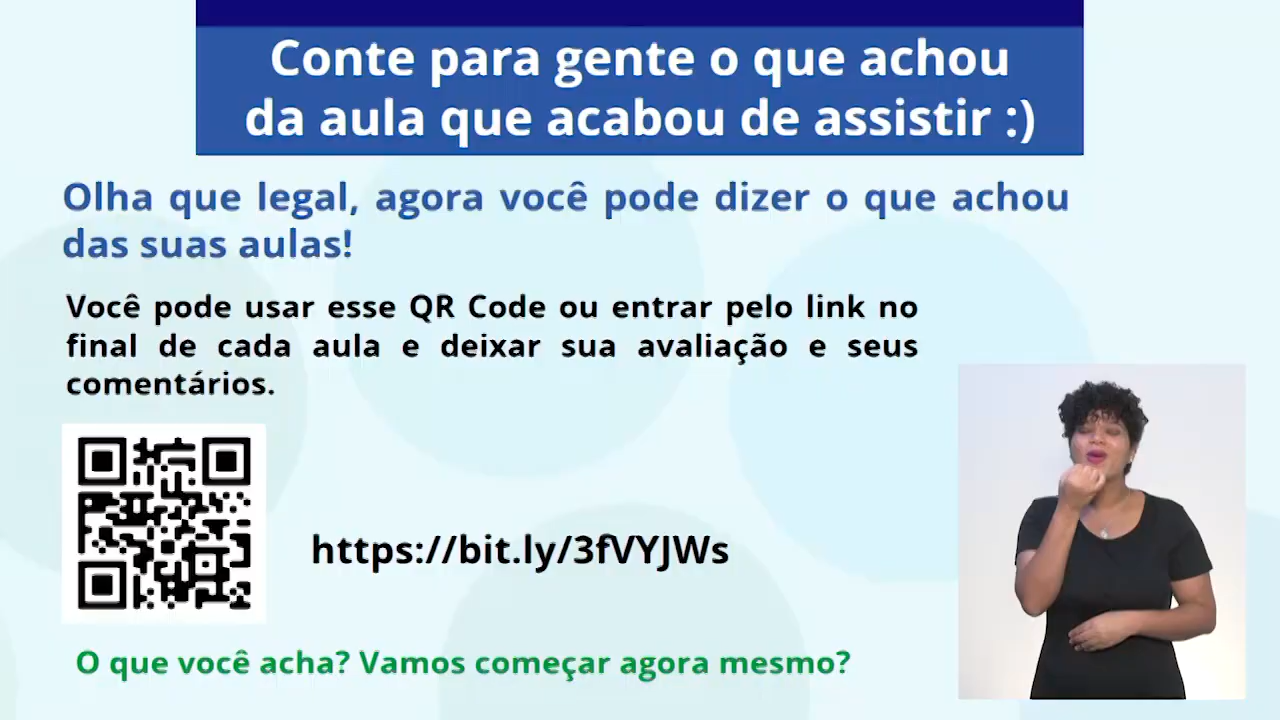 Conte para gente o que achou
da aula que acabou de assistir :)
Olha que legal, agora você pode dizer o que achou
das suas aulas!
Você pode usar esse QR Code ou entrar pelo link no
final de cada aula e deixar sua avaliação e seus
comentários.
https://bit.ly/3fVYJWs
O que você acha? Vamos começar agora mesmo?